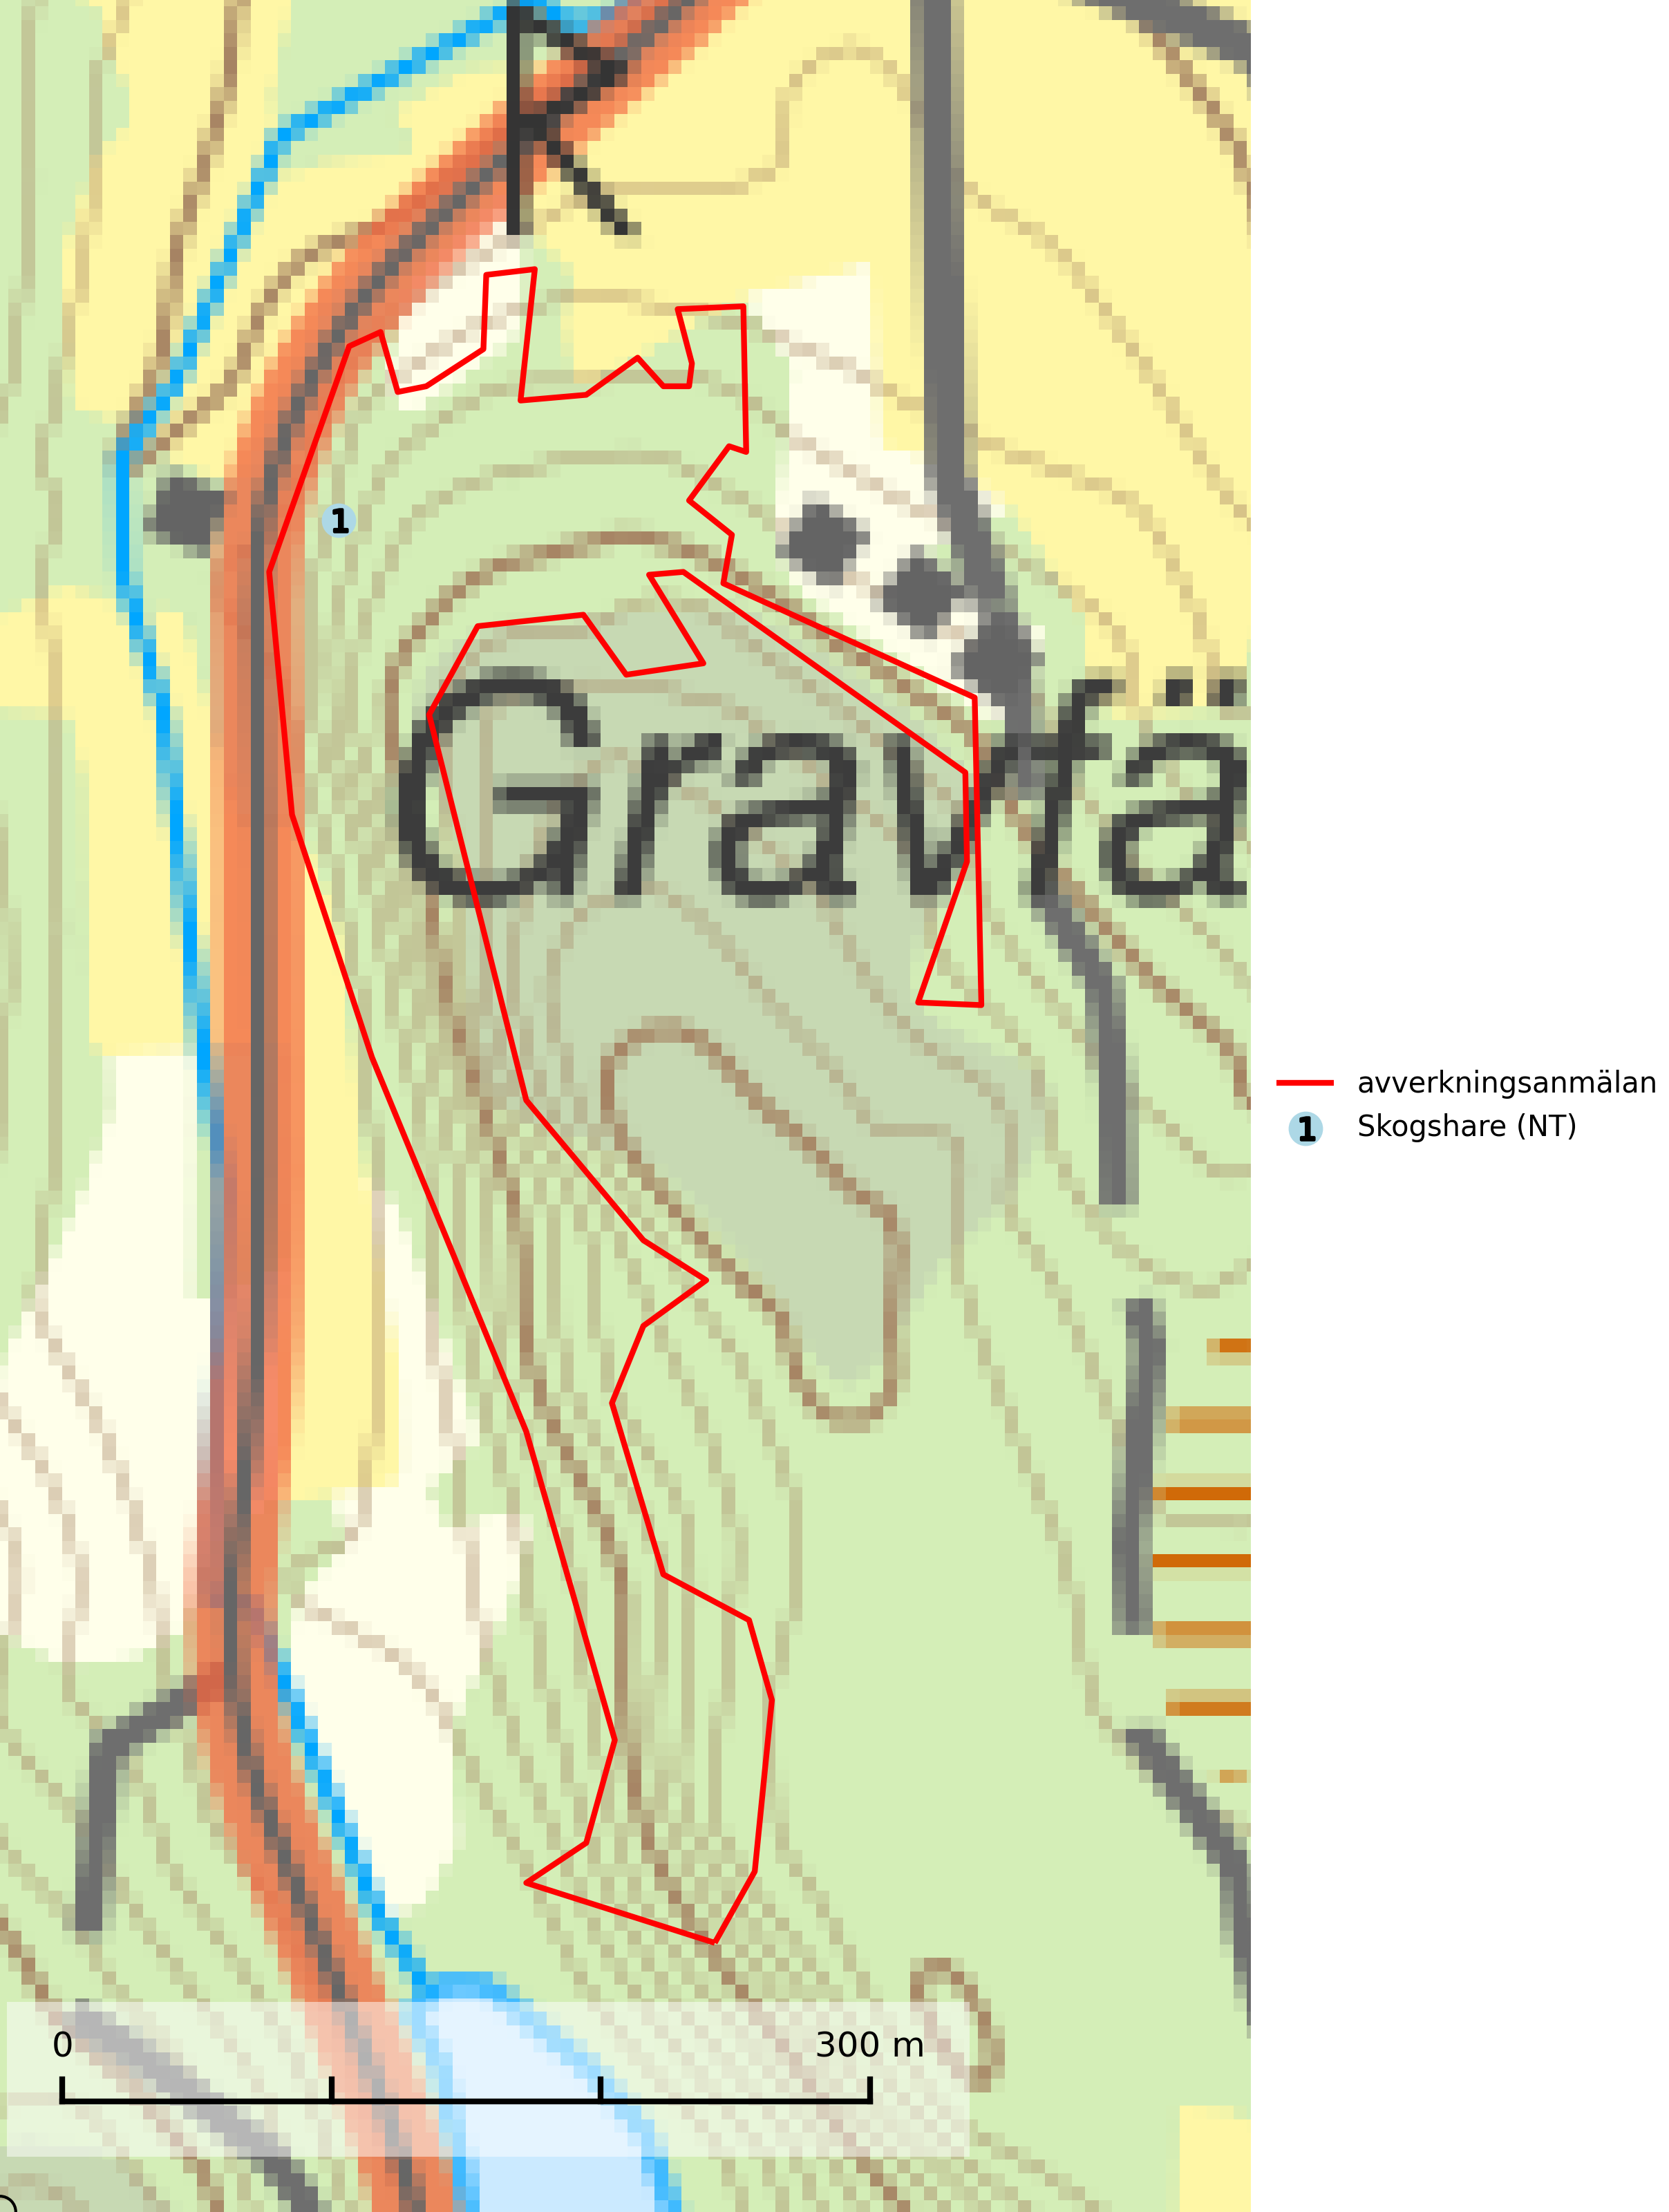 K
1
Gravfä
avverkningsanmälan
1 Skogshare (NT)
0 300 m